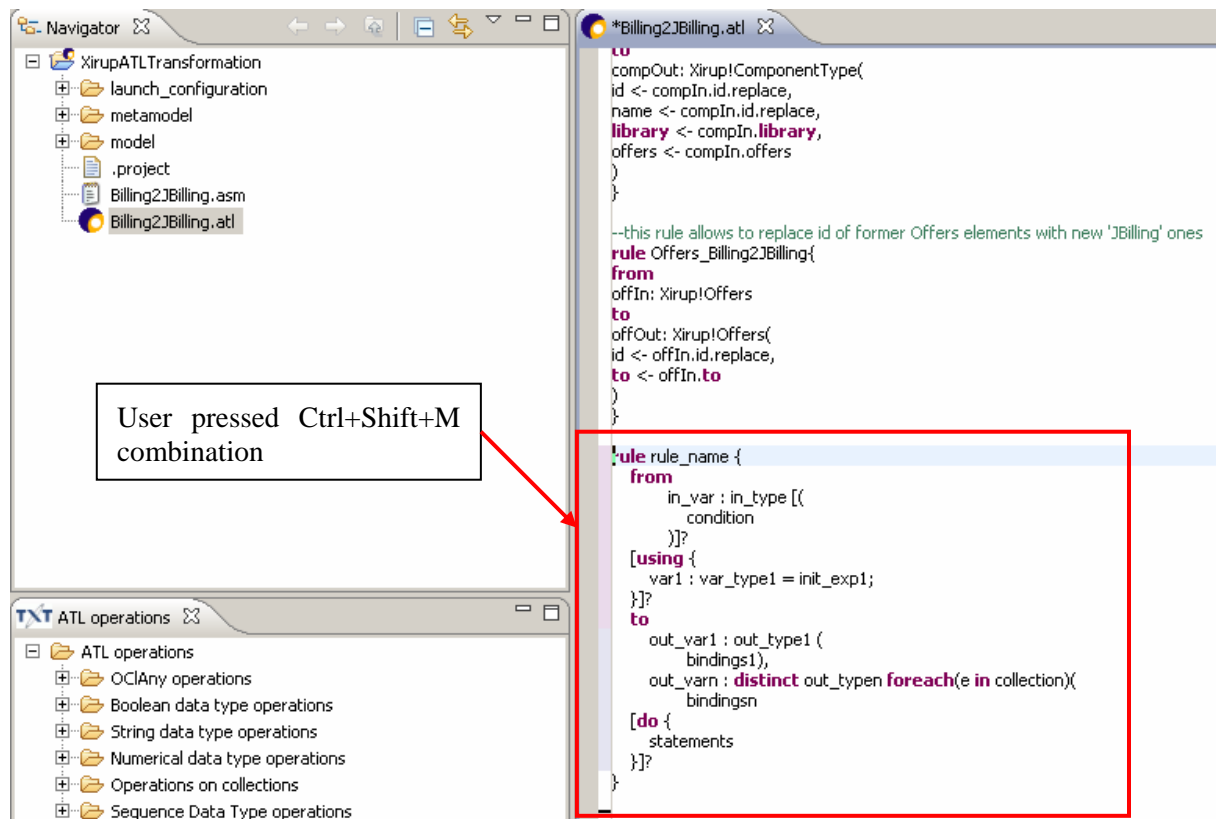 Navigator
XirupATLTransformation
launch_configuration
metamodel
model
.project
Billing2JBilling.asm
Billing2JBilling.atl
User pressed Ctrl+Shift+M
combination
TXT ATL operations
ATL operations
OClAny operations
Boolean data type operations
String data type operations
Numerical data type operations
Operations on collections
Sequence Data Type operations
*Billing2JBilling.atl
to
compOut: Xirup!ComponentType(
id <- compIn.id.replace,
name <- compIn.id.replace,
library <- compIn.library,
offers <- compIn.offers
)
}
--this rule allows to replace id of former Offers elements with new 'JBilling' ones
rule Offers_Billing2JBilling{
from
offIn: Xirup!Offers
to
offOut: Xirup!Offers(
id <- offIn.id.replace,
to <- offIn.to
)
}
rule rule_name {
from
in_var : in_type [(
condition
)]?
[using {
var1 : var_type1 = init_exp1;
}]?
to
out_var1 : out_type1 (
bindings1),
out_varn : distinct out_typen foreach(e in collection)(
bindingsn
[do {
statements
}]?
}